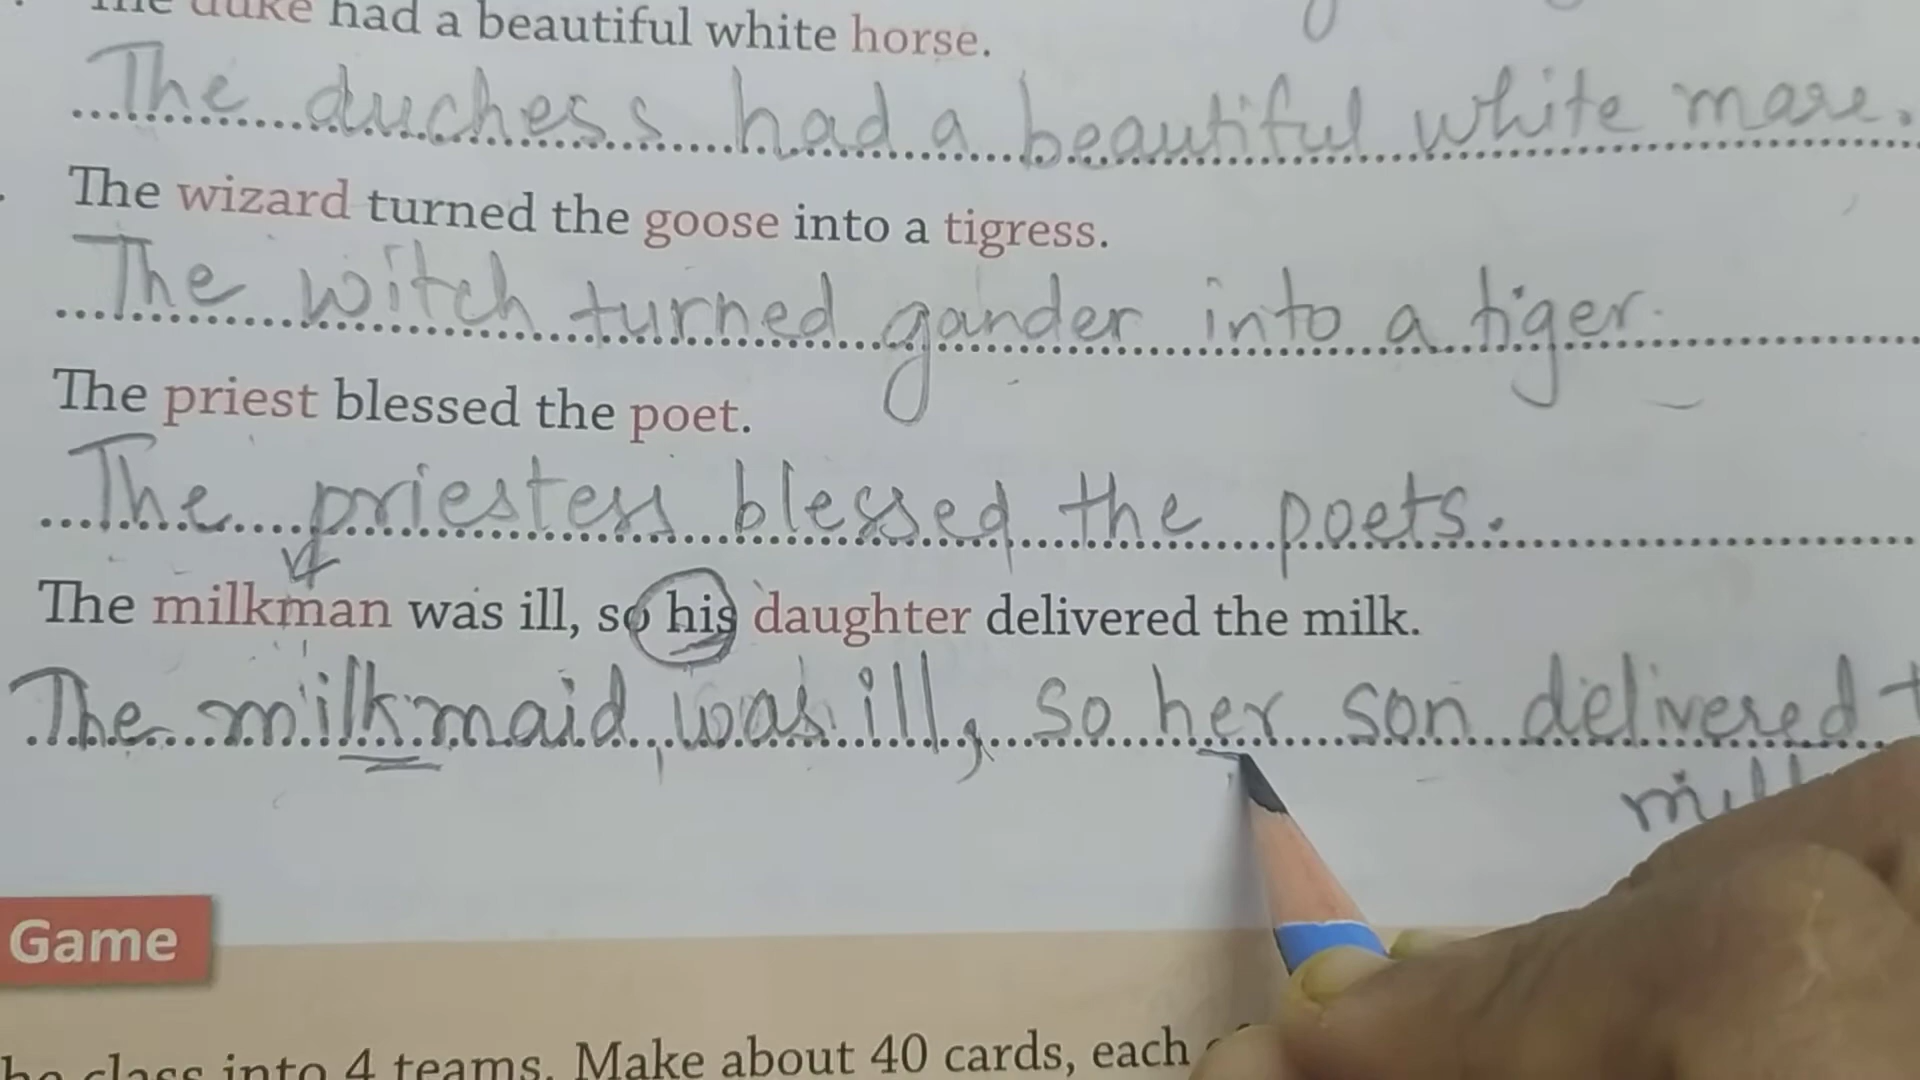 The duke had a beautiful white horse.
The duchess had a beautiful white mare.
The wizard turned the goose into a tigress.
The witch turned gander into a tiger.
The priest blessed the poet.
The priestess blessed the poets.
The milkman was ill, so his daughter delivered the milk.
The milkmaid was ill, so her son delivered
Game
class into 4 teams. Make about 40 cards, each